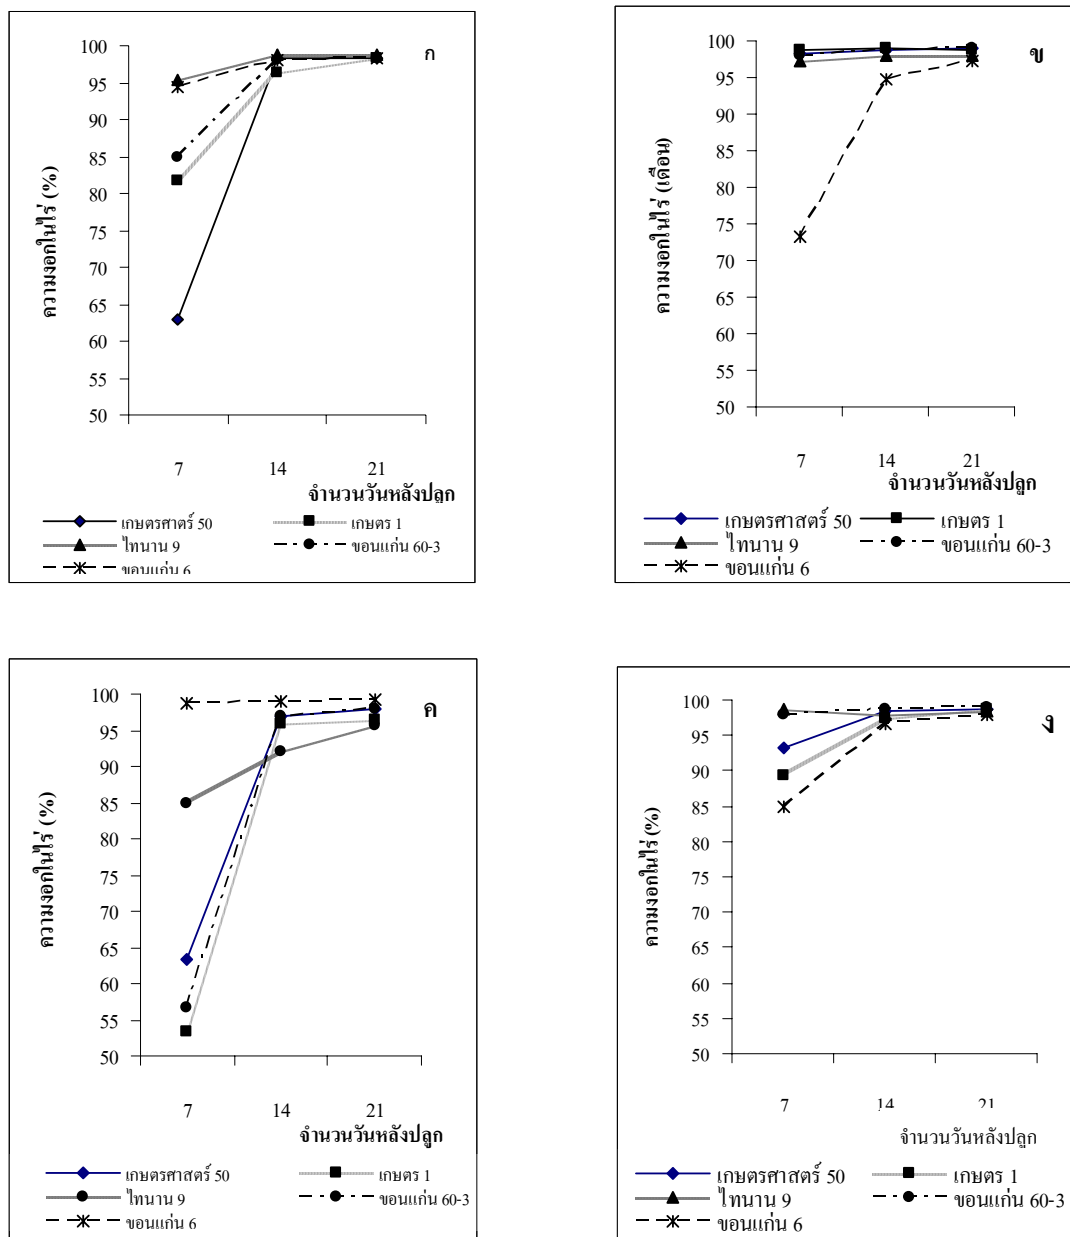 ก
ความงอกในไร่ (%)
100
95
90
85
80
75
70
65
60
55
50
7 14 21
จำนวนวันหลังปลูก
เกษตรศาตร์ 50 เกษตร 1
ไทนาน 9 ขอนแก่น 60-3
ขอนแก่น 6
ข
ความงอกในไร่ (เดือน)
100
95
90
85
80
75
70
65
60
55
50
7 14 21
จำนวนวันหลังปลูก
เกษตรศาสตร์ 50 เกษตร 1
ไทนาน 9 ขอนแก่น 60-3
ขอนแก่น 6
ค
ความงอกในไร่ (%)
100
95
90
85
80
75
70
65
60
55
50
7 14 21
จำนวนวันหลังปลูก
เกษตรศาสตร์ 50 เกษตร 1
ไทนาน 9 ขอนแก่น 60-3
ขอนแก่น 6
ง
ความงอกในไร่ (%)
100
95
90
85
80
75
70
65
60
55
50
7 14 21
จำนวนวันหลังปลูก
เกษตรศาสตร์ 50 เกษตร 1
ไทนาน 9 ขอนแก่น 60-3
ขอนแก่น 6